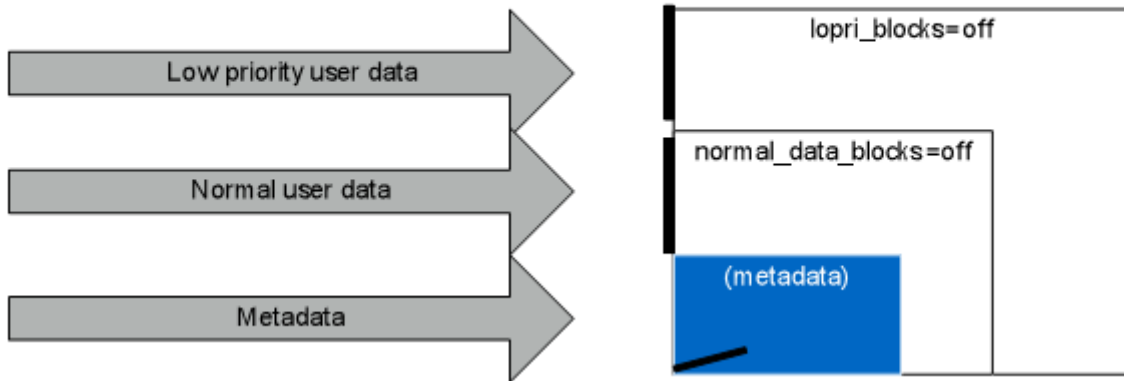 Low priority user data
lopri_blocks=off
Normal user data
normal_data_blocks=off
Metadata
(metadata)